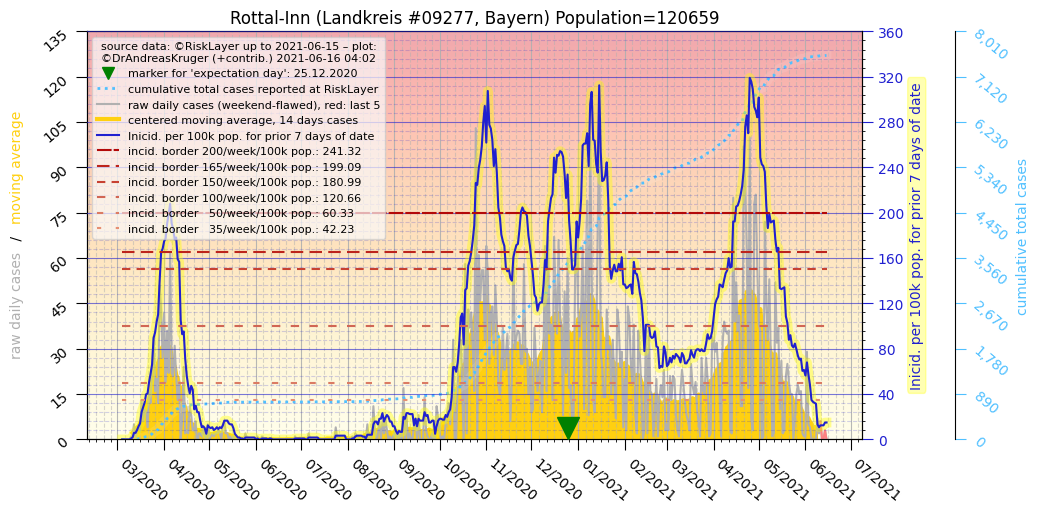 Rottal-Inn (Landkreis #09277, Bayern) Population=120659
source data: ©RiskLayer up to 2021-06-15 – plot:
©DrAndreasKruger (+contrib.) 2021-06-16 04:02
marker for 'expectation day': 25.12.2020
cumulative total cases reported at RiskLayer
raw daily cases (weekend-flawed), red: last 5
centered moving average, 14 days cases
Inicid. per 100k pop. for prior 7 days of date
incid. border 200/week/100k pop.: 241.32
incid. border 165/week/100k pop.: 199.09
incid. border 150/week/100k pop.: 180.99
incid. border 100/week/100k pop.: 120.66
incid. border 50/week/100k pop.: 60.33
incid. border 35/week/100k pop.: 42.23
raw daily cases / moving average
135
120
105
90
75
60
45
30
15
0
03/2020
04/2020
05/2020
06/2020
07/2020
08/2020
09/2020
10/2020
11/2020
12/2020
01/2021
02/2021
03/2021
04/2021
05/2021
06/2021
07/2021
360
320
280
240
200
160
120
80
40
0
Inicid. per 100k pop. for prior 7 days of date
8,010
7,120
6,230
5,340
4,450
3,560
2,670
1,780
890
0
cumulative total cases